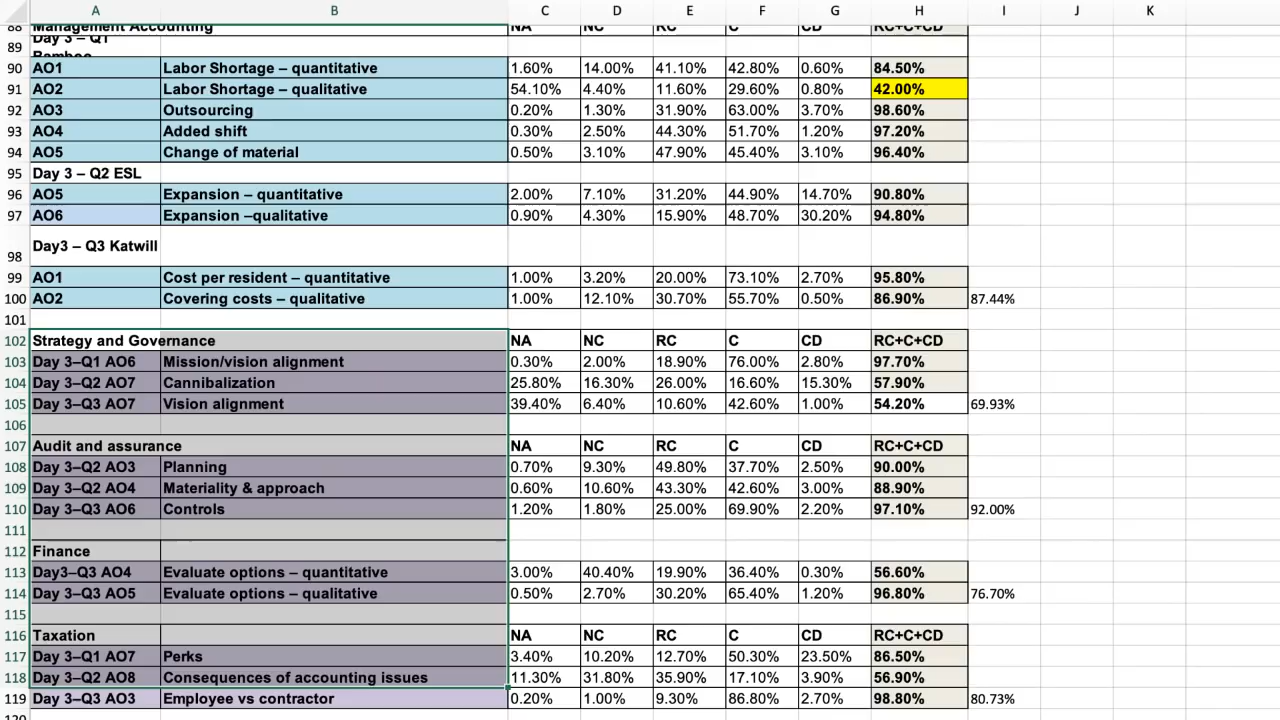 A B C D E F G H I J K
88 Management Accounting NA NC RC C CD RC+C+CD
89 Day 3 – Q1
Bamboo
90 AO1 Labor Shortage – quantitative 1.60% 14.00% 41.10% 42.80% 0.60% 84.50%
91 AO2 Labor Shortage – qualitative 54.10% 4.40% 11.60% 29.60% 0.80% 42.00%
92 AO3 Outsourcing 0.20% 1.30% 31.90% 63.00% 3.70% 98.60%
93 AO4 Added shift 0.30% 2.50% 44.30% 51.70% 1.20% 97.20%
94 AO5 Change of material 0.50% 3.10% 47.90% 45.40% 3.10% 96.40%
95 Day 3 – Q2 ESL
96 AO5 Expansion – quantitative 2.00% 7.10% 31.20% 44.90% 14.70% 90.80%
97 AO6 Expansion –qualitative 0.90% 4.30% 15.90% 48.70% 30.20% 94.80%
98 Day3 – Q3 Katwill
99 AO1 Cost per resident – quantitative 1.00% 3.20% 20.00% 73.10% 2.70% 95.80%
100 AO2 Covering costs – qualitative 1.00% 12.10% 30.70% 55.70% 0.50% 86.90% 87.44%
101
102 Strategy and Governance NA NC RC C CD RC+C+CD
103 Day 3–Q1 AO6 Mission/vision alignment 0.30% 2.00% 18.90% 76.00% 2.80% 97.70%
104 Day 3–Q2 AO7 Cannibalization 25.80% 16.30% 26.00% 16.60% 15.30% 57.90%
105 Day 3–Q3 AO7 Vision alignment 39.40% 6.40% 10.60% 42.60% 1.00% 54.20% 69.93%
106
107 Audit and assurance NA NC RC C CD RC+C+CD
108 Day 3–Q2 AO3 Planning 0.70% 9.30% 49.80% 37.70% 2.50% 90.00%
109 Day 3–Q2 AO4 Materiality & approach 0.60% 10.60% 43.30% 42.60% 3.00% 88.90%
110 Day 3–Q3 AO6 Controls 1.20% 1.80% 25.00% 69.90% 2.20% 97.10% 92.00%
111
112 Finance
113 Day3–Q3 AO4 Evaluate options – quantitative 3.00% 40.40% 19.90% 36.40% 0.30% 56.60%
114 Day 3–Q3 AO5 Evaluate options – qualitative 0.50% 2.70% 30.20% 65.40% 1.20% 96.80% 76.70%
115
116 Taxation NA NC RC C CD RC+C+CD
117 Day 3–Q1 AO7 Perks 3.40% 10.20% 12.70% 50.30% 23.50% 86.50%
118 Day 3–Q2 AO8 Consequences of accounting issues 11.30% 31.80% 35.90% 17.10% 3.90% 56.90%
119 Day 3–Q3 AO3 Employee vs contractor 0.20% 1.00% 9.30% 86.80% 2.70% 98.80% 80.73%
120